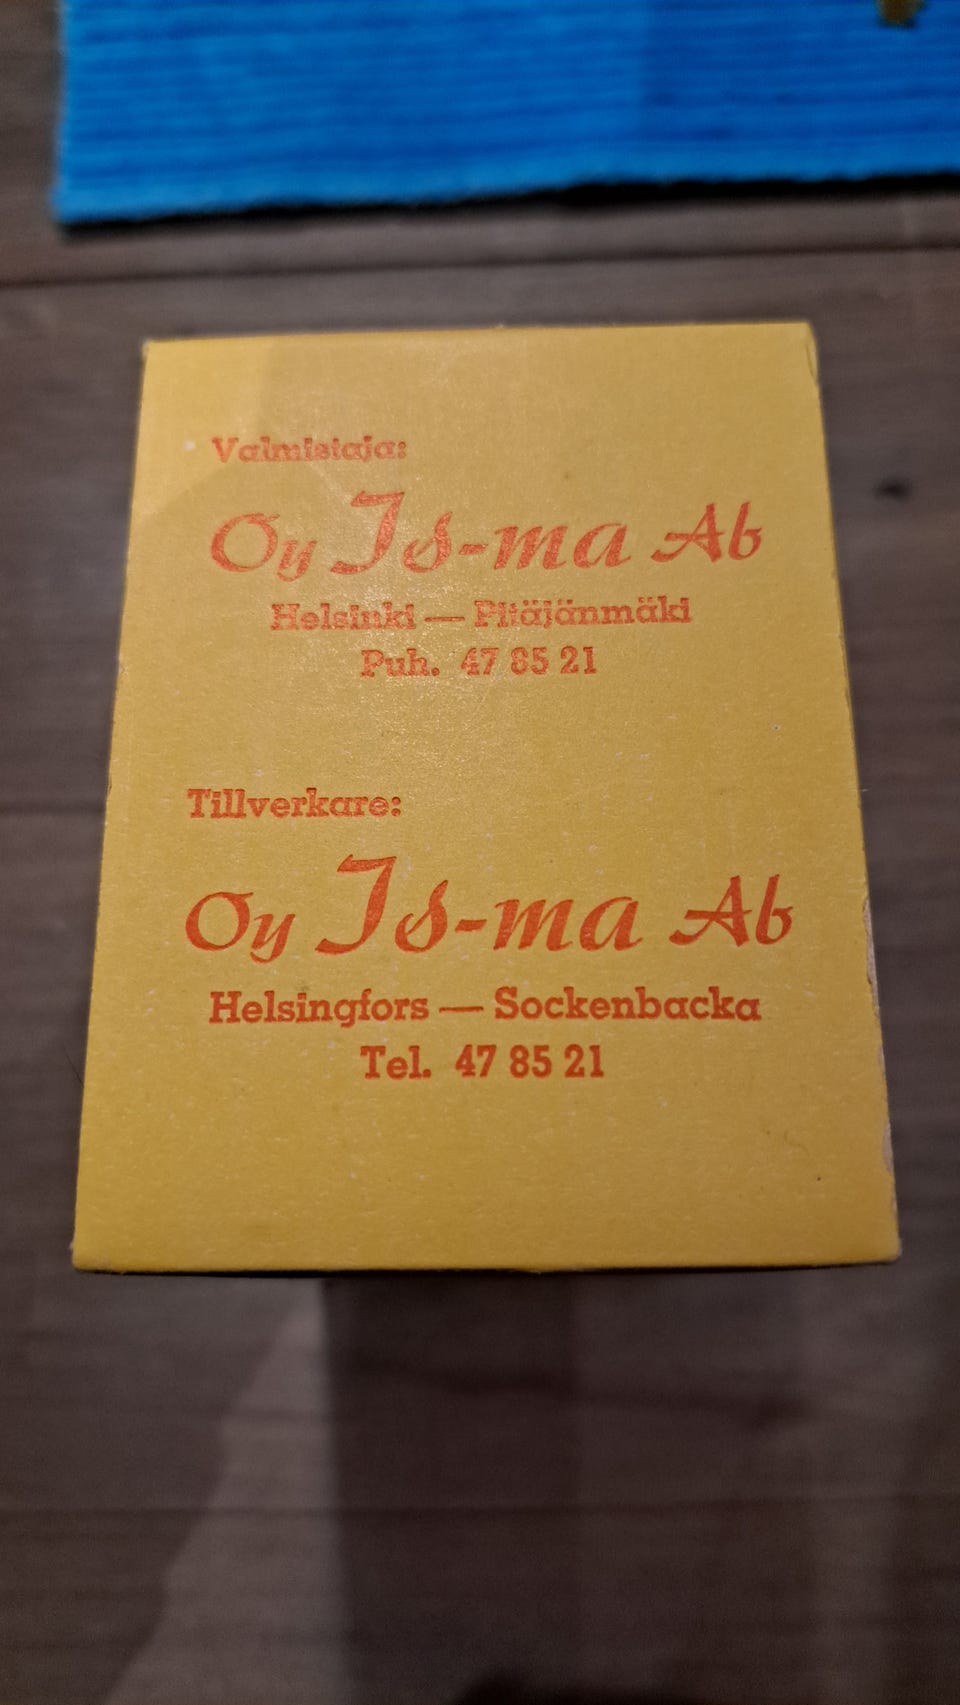 Valmistaja:
Oy Is-ma Ab
Helsinki — Pitäjänmäki
Puh. 47 85 21
Tillverkare:
Oy Is-ma Ab
Helsingfors — Sockenbacka
Tel. 47 85 21